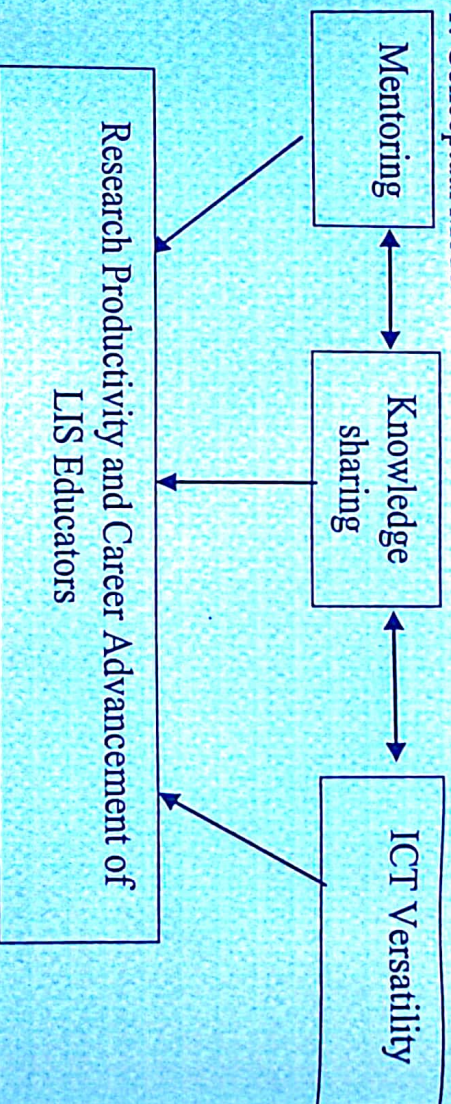 Mentoring
Knowledge
sharing
ICT Versatility
Research Productivity and Career Advancement of
LIS Educators